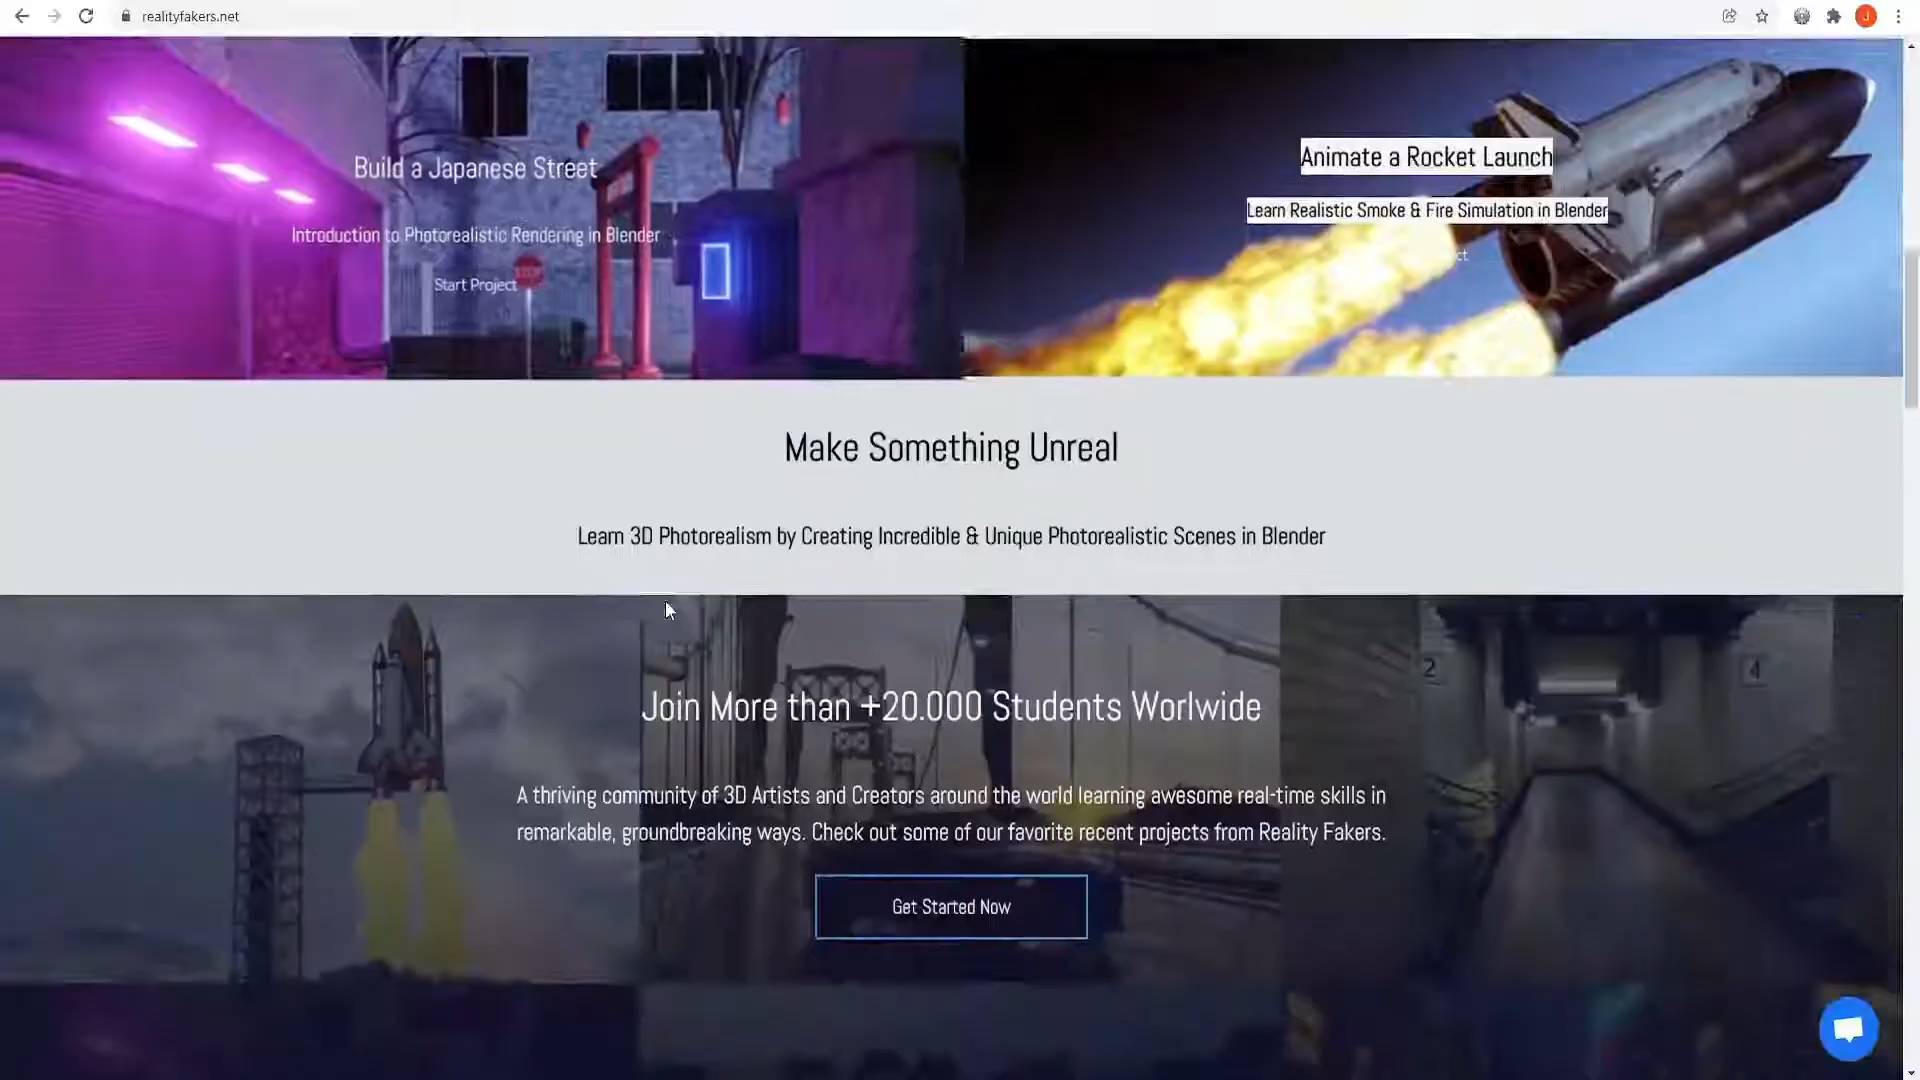 realityfakers.net
J
Build a Japanese Street
Introduction to Photorealistic Rendering in Blender
Start Project
STOP
Animate a Rocket Launch
Learn Realistic Smoke & Fire Simulation in Blender
ct
Make Something Unreal
Learn 3D Photorealism by Creating Incredible & Unique Photorealistic Scenes in Blender
2
4
Join More than +20.000 Students Worlwide
A thriving community of 3D Artists and Creators around the world learning awesome real-time skills in
remarkable, groundbreaking ways. Check out some of our favorite recent projects from Reality Fakers.
Get Started Now